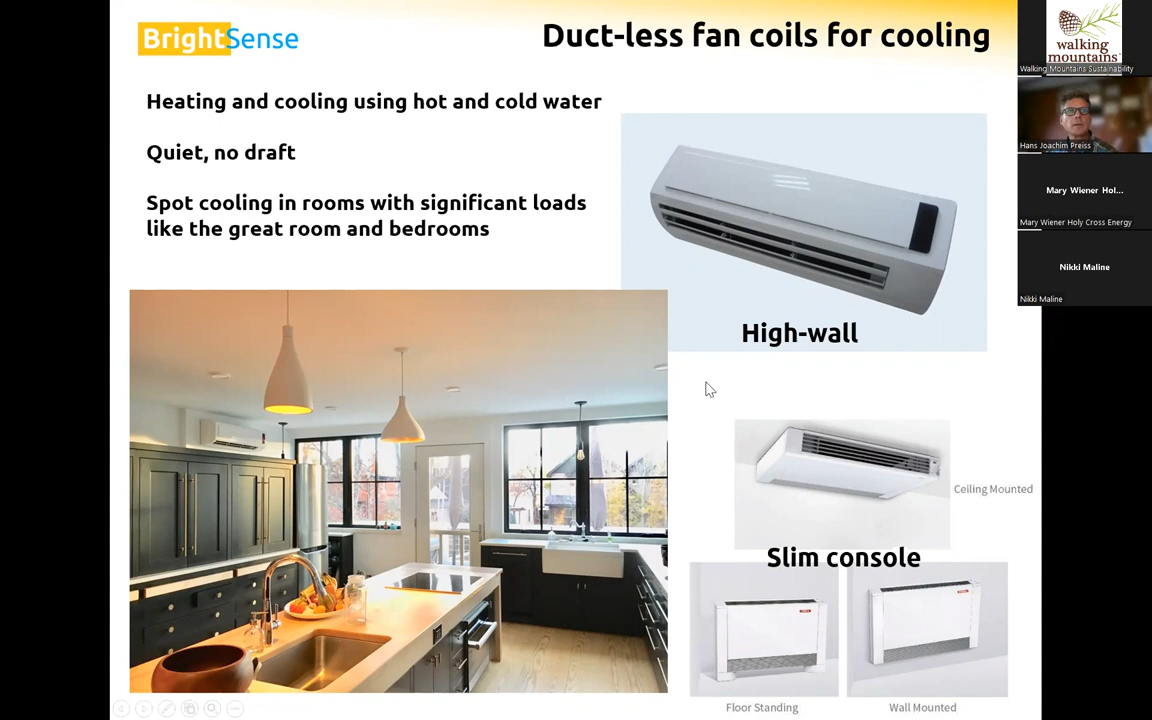 BrightSense
Duct-less fan coils for cooling
Heating and cooling using hot and cold water
Quiet, no draft
Spot cooling in rooms with significant loads
like the great room and bedrooms
High-wall
Ceiling Mounted
Slim console
Floor Standing
Wall Mounted
walking
mountains
Walking Mountains Sustainability
Hans Joachim Preiss
Mary Wiener Hol...
Mary Wiener Holy Cross Energy
Nikki Maline
Nikki Maline